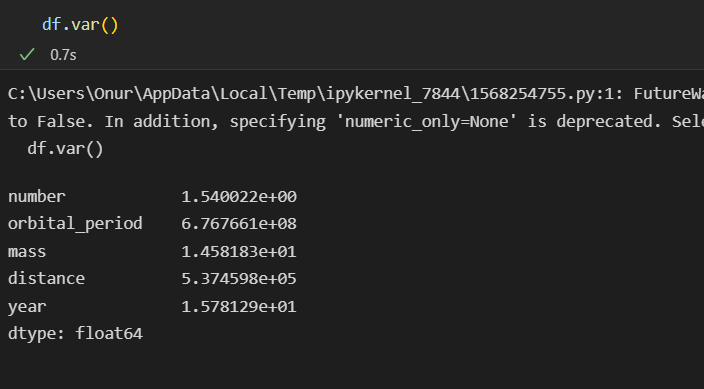 df.var()
0.7s
C:\Users\Onur\AppData\Local\Temp\ipykernel_7844\1568254755.py:1: FutureWa
to False. In addition, specifying 'numeric_only=None' is deprecated. Sele
df.var()
number 1.540022e+00
orbital_period 6.767661e+08
mass 1.458183e+01
distance 5.374598e+05
year 1.578129e+01
dtype: float64